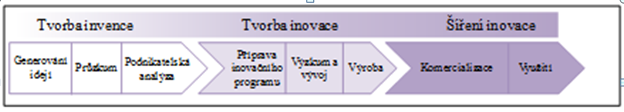 Tvorba invence Tvorba inovace Šíření inovace
Generování idejí
Průzkum
Podnikatelská analýza
Příprava inovačního programu
Výzkum a vývoj
Výroba
Komercializace
Využití